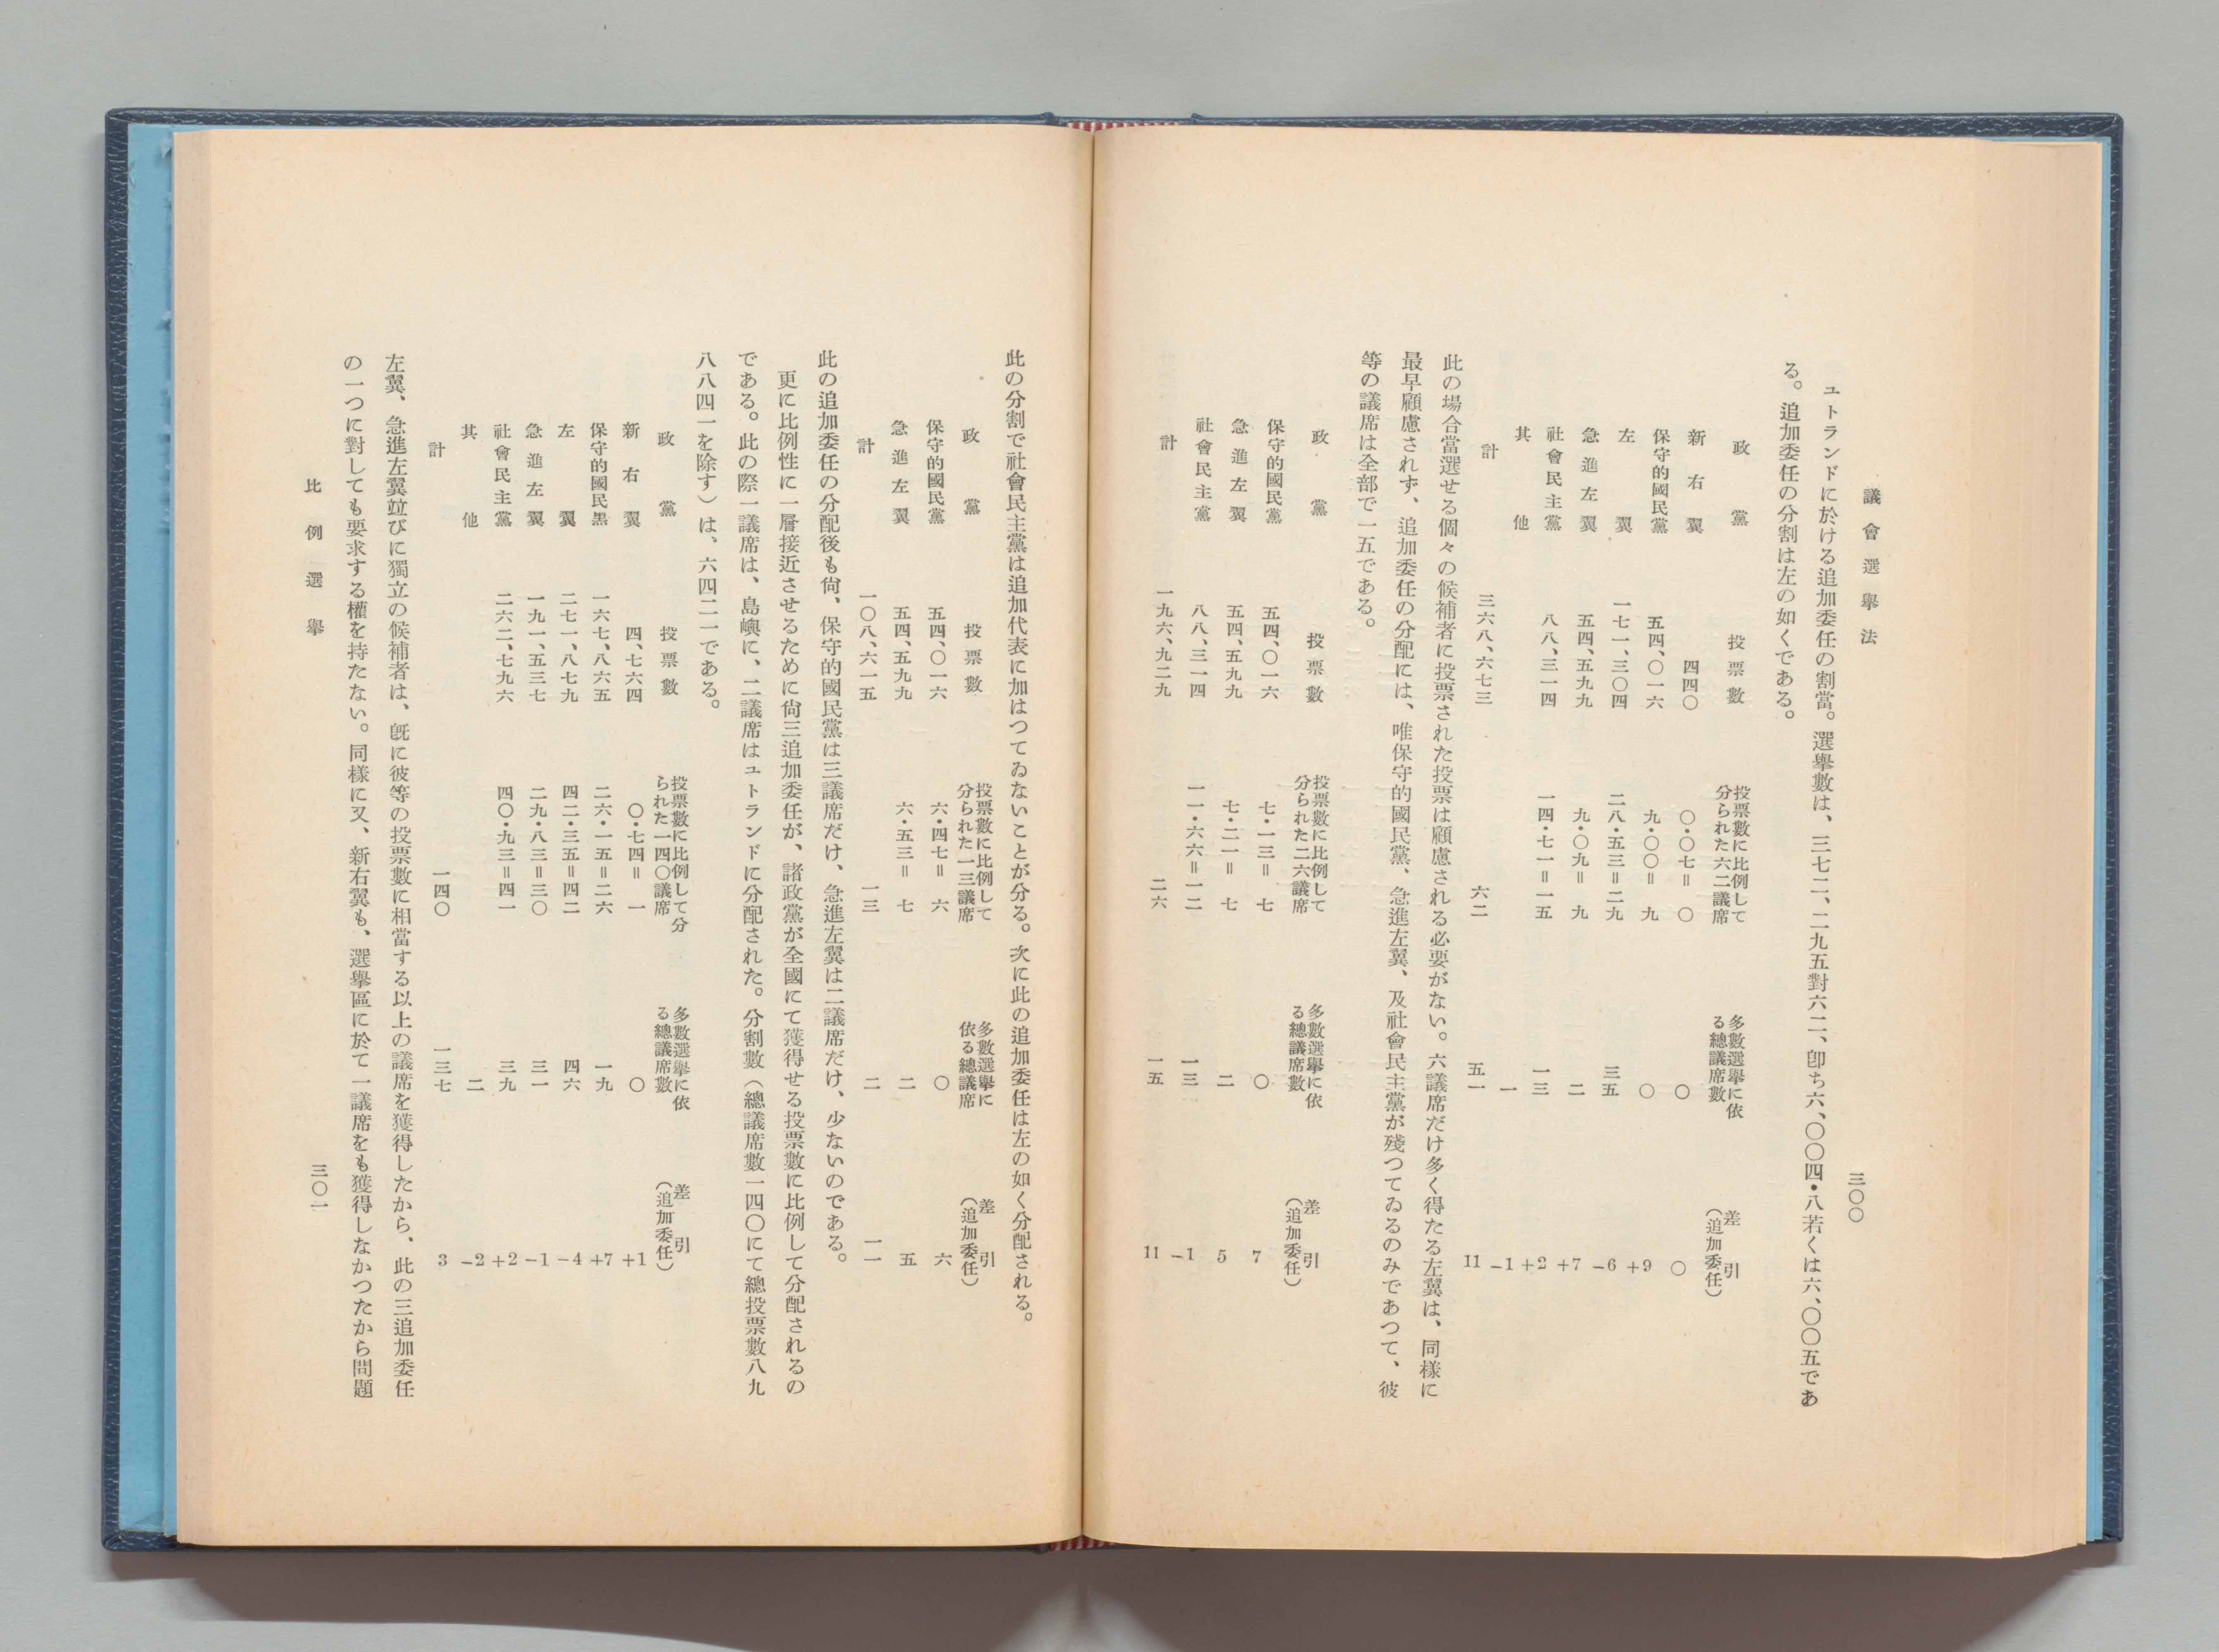 議會選擧法
三〇〇
ユトランドに於ける追加委任の割當。選擧數は、三七二、二九五對六二、卽ち六、〇〇四・八若くは六、〇〇五であ
る。追加委任の分割は左の如くである。
政黨 投票數 投票數に比例して分られた六二議席 多數選擧に依る總議席數 差引(追加委任)
新右翼 四四〇 〇・〇七=〇 〇 〇
保守的國民黨 五四、〇一六 九・〇〇=九 〇 +9
左翼 一七一、三〇四 二八・五三=二九 三五 -6
急進左翼 五四、五九九 九・〇九=九 二 +7
社會民主黨 八八、三一四 一四・七一=一五 一三 +2
其他 一 -1
計 三六八、六七三 六二 五一 11
此の場合當選せる個々の候補者に投票された投票は顧慮される必要がない。六議席だけ多く得たる左翼は、同樣に
最早顧慮されず、追加委任の分配には、唯保守的國民黨、急進左翼、及社會民主黨が殘つてゐるのみであつて、彼
等の議席は全部で一五である。
政黨 投票數 投票數に比例して分られた二六議席 多數選擧に依る總議席數 差引(追加委任)
保守的國民黨 五四、〇一六 七・一三=七 〇 7
急進左翼 五四、五九九 七・二一=七 二 5
社會民主黨 八八、三一四 一一・六六=一二 一三 -1
計 一九六、九二九 二六 一五 11
此の分割で社會民主黨は追加代表に加はつてゐないことが分る。次に此の追加委任は左の如く分配される。
政黨 投票數 投票數に比例して分られた一三議席 多數選擧に依る總議席 差引(追加委任)
保守的國民黨 五四、〇一六 六・四七=六 〇 六
急進左翼 五四、五九九 六・五三=七 二 五
計 一〇八、六一五 一三 二 一一
此の追加委任の分配後も尙、保守的國民黨は三議席だけ、急進左翼は二議席だけ、少ないのである。
更に比例性に一層接近させるために尙三追加委任が、諸政黨が全國にて獲得せる投票數に比例して分配されるの
である。此の際一議席は、島嶼に、二議席はユトランドに分配された。分割數(總議席數一四〇にて總投票數八九
八八四一を除す)は、六四二一である。
政黨 投票數 投票數に比例して分られた一四〇議席 多數選擧に依る總議席數 差引(追加委任)
新右翼 四、七六四 〇・七四=一 〇 +1
保守的國民黒 一六七、八六五 二六・一五=二六 一九 +7
左翼 二七一、八七九 四二・三五=四二 四六 -4
急進左翼 一九一、五三七 二九・八三=三〇 三一 -1
社會民主黨 二六二、七九六 四〇・九三=四一 三九 +2
其他 二 -2
計 一四〇 一三七 3
左翼、急進左翼竝びに獨立の候補者は、旣に彼等の投票數に相當する以上の議席を獲得したから、此の三追加委任
の一つに對しても要求する權を持たない。同樣に又、新右翼も、選擧區に於て一議席をも獲得しなかつたから問題
比例選擧
三〇一